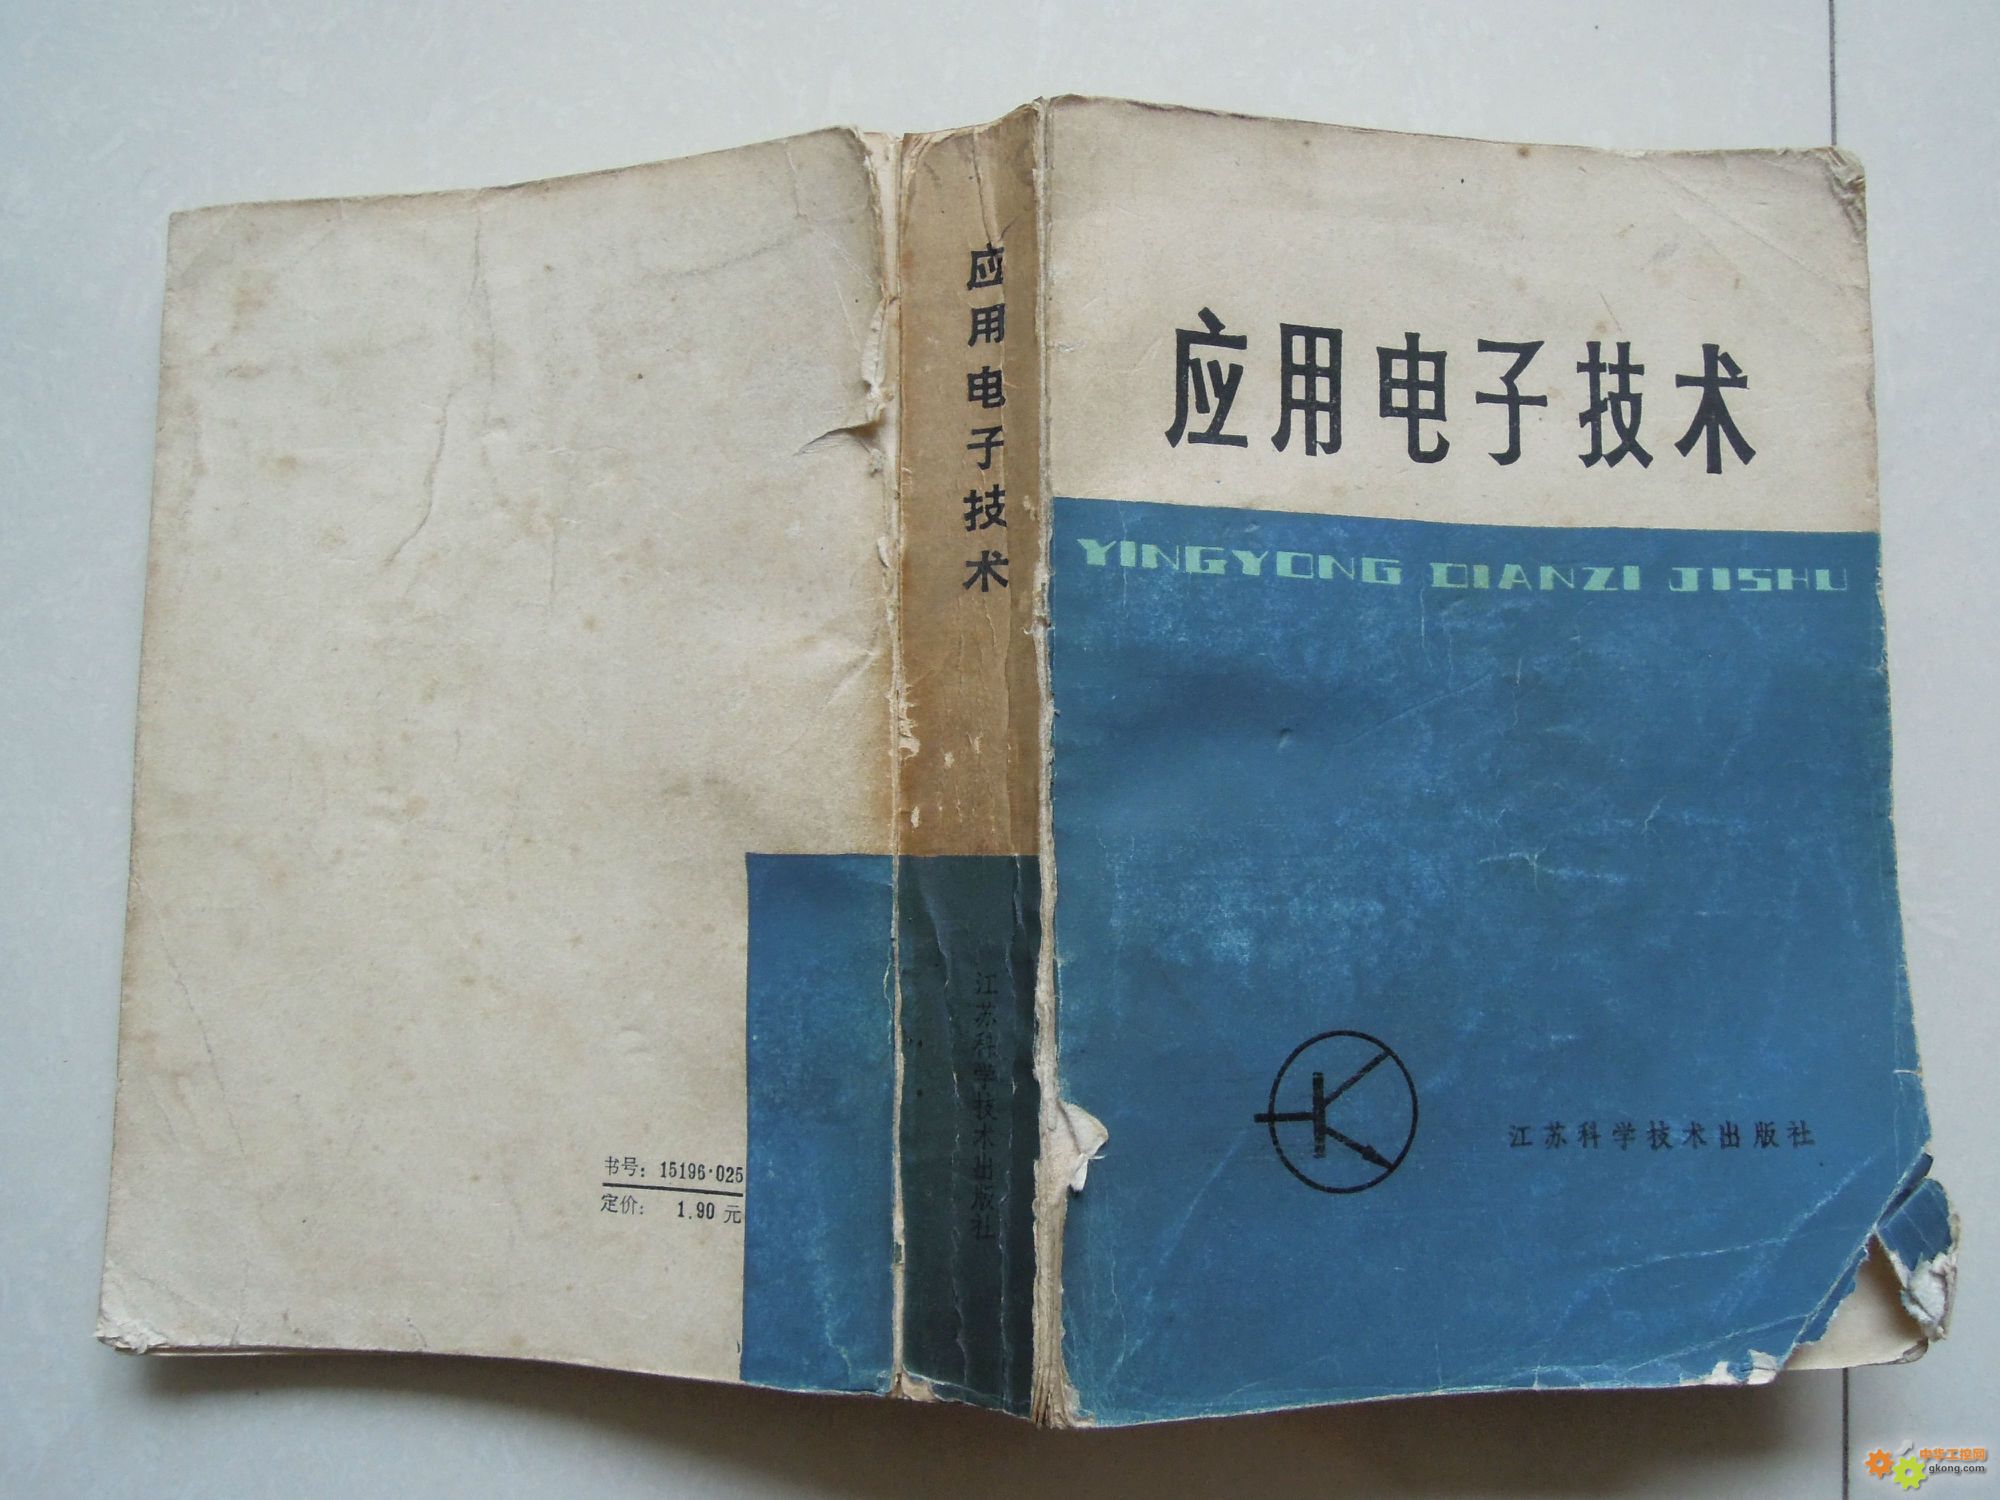 应用电子技术
YINGYONG DIANZI JISHU
江苏科学技术出版社
应用电子技术
江苏科学技术出版社
书号：15196·025
定价： 1.90 元
中华工控网
gkong.com